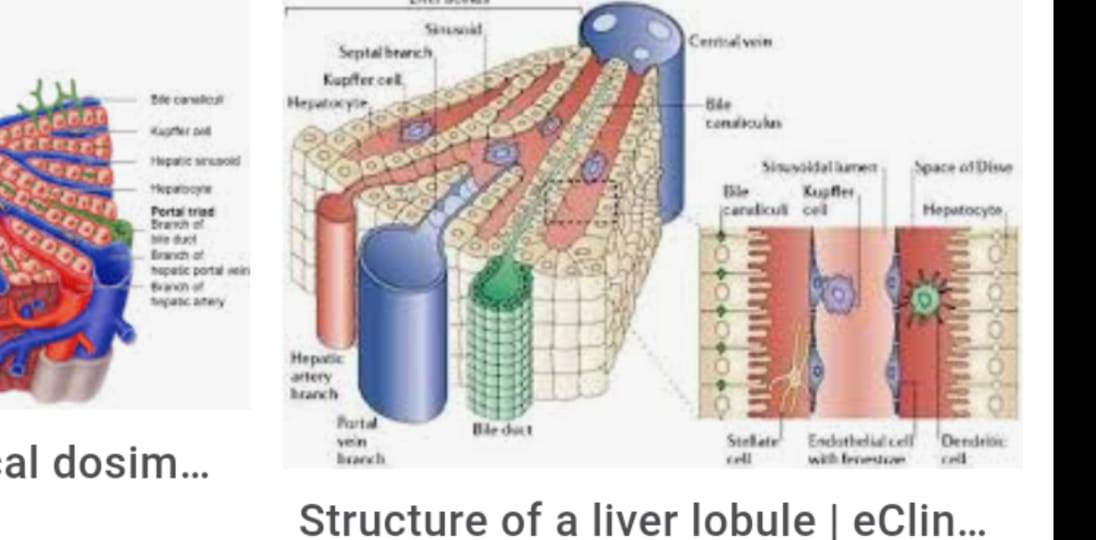 Bile canaliculi
Kupffer cell
Hepatic sinusoid
Hepatocyte
Portal triad
Branch of
bile duct
Branch of
hepatic portal vein
Branch of
hepatic artery
cal dosim...
Liver acinus
Sinusoid
Septal branch
Kupffer cell
Hepatocyte
Central vein
Bile
canaliculus
Hepatic
artery
branch
Portal
vein
branch
Bile duct
Sinusoidal lumen
Space of Disse
Bile
canaliculi
Kupffer
cell
Hepatocyte
Stellate
cell
Endothelial cell
with fenestrae
Dendritic
cell
Structure of a liver lobule | eClin...